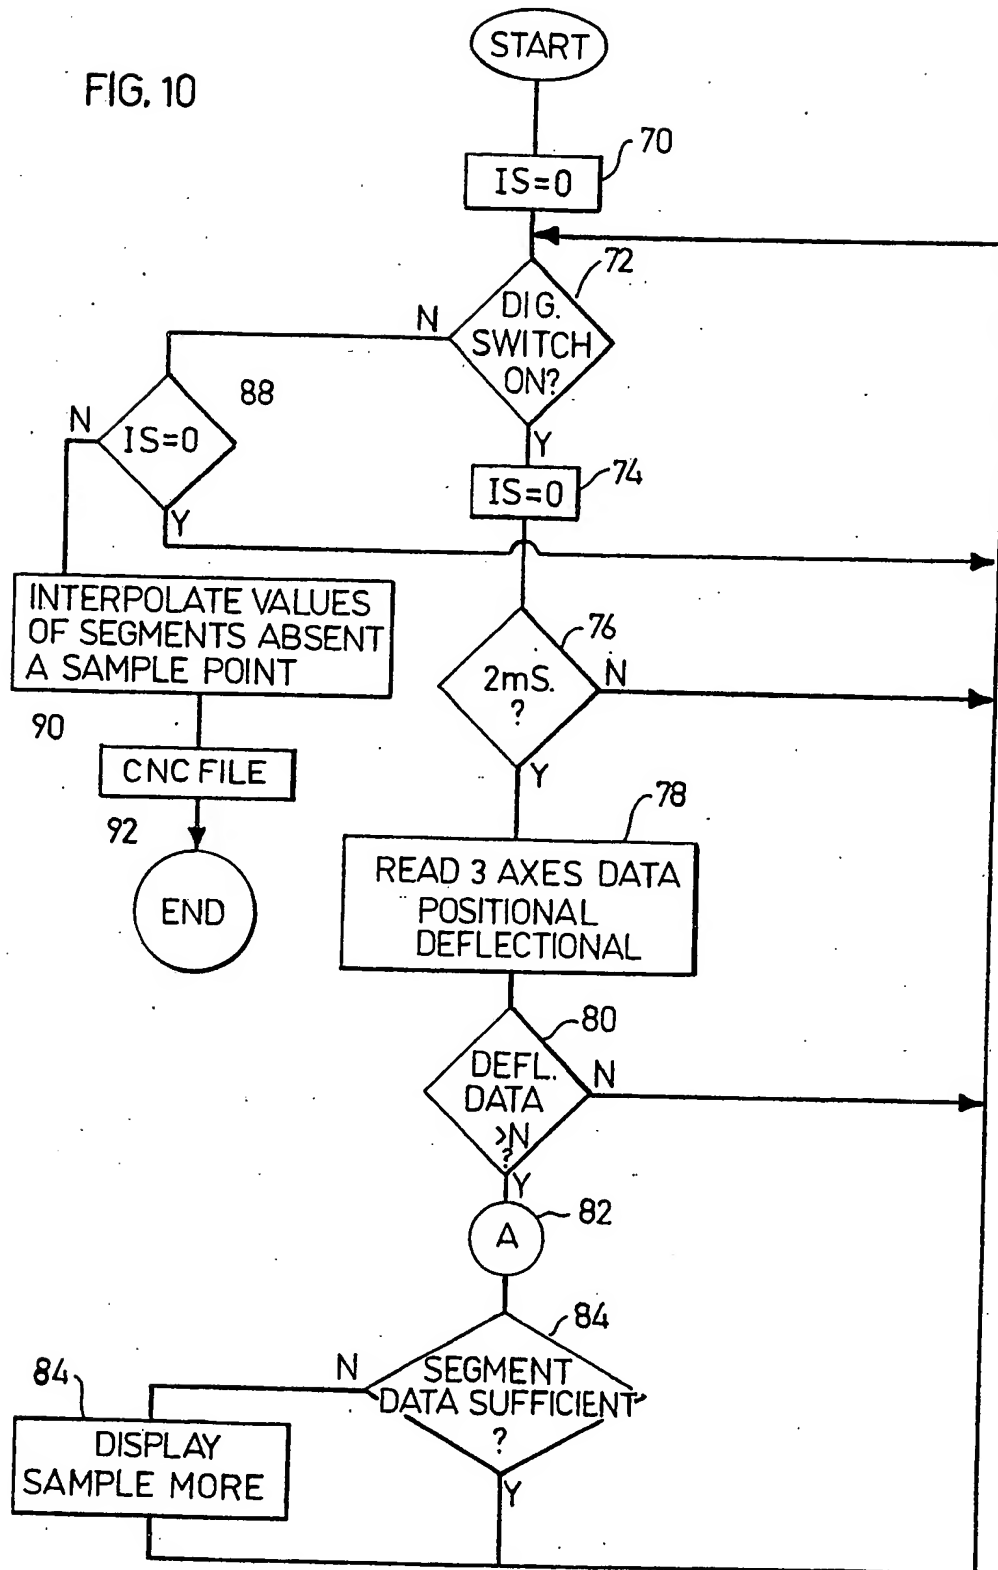 START
FIG. 10
70
IS=0
72
DIG.
SWITCH
ON?
N
Y
88
IS=0
N
Y
74
IS=0
INTERPOLATE VALUES
OF SEGMENTS ABSENT
A SAMPLE POINT
76
2mS.
?
N
Y
90
CNC FILE
92
END
78
READ 3 AXES DATA
POSITIONAL
DEFLECTIONAL
80
DEFL.
DATA
>N
?
N
Y
82
A
84
SEGMENT
DATA SUFFICIENT
?
N
Y
84
DISPLAY
SAMPLE MORE